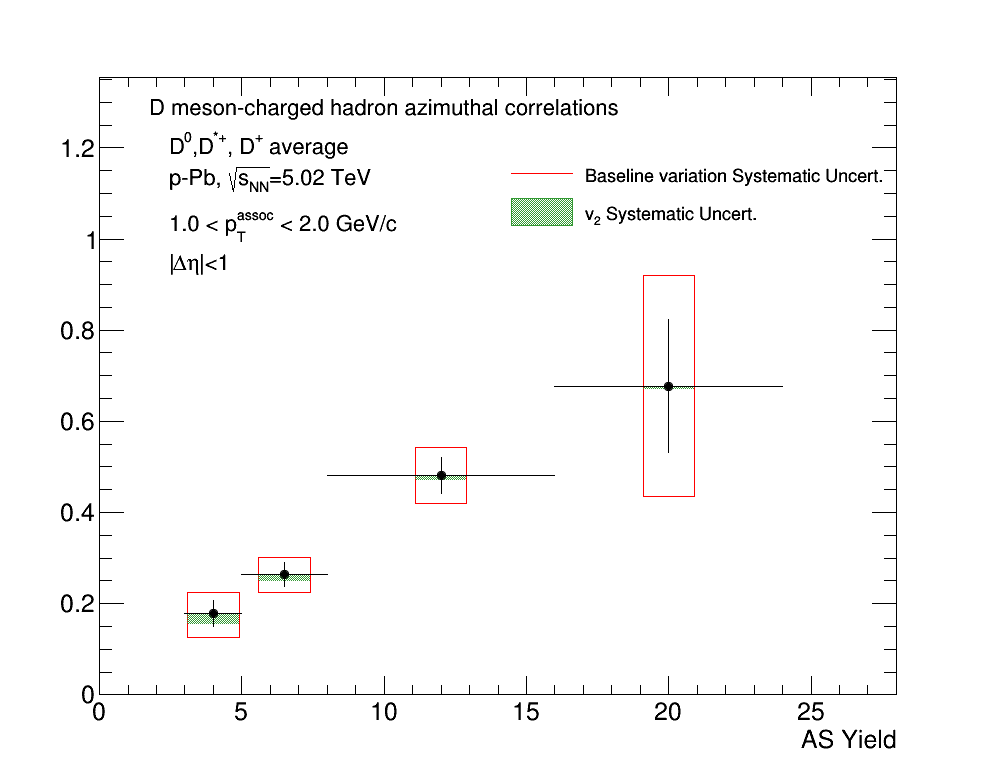 D meson-charged hadron azimuthal correlations
D⁰,D*⁺, D⁺ average
p-Pb, √sNN=5.02 TeV
1.0 < pTassoc < 2.0 GeV/c
|Δη|<1
Baseline variation Systematic Uncert.
v₂ Systematic Uncert.
1.2
1
0.8
0.6
0.4
0.2
0
0 5 10 15 20 25
AS Yield